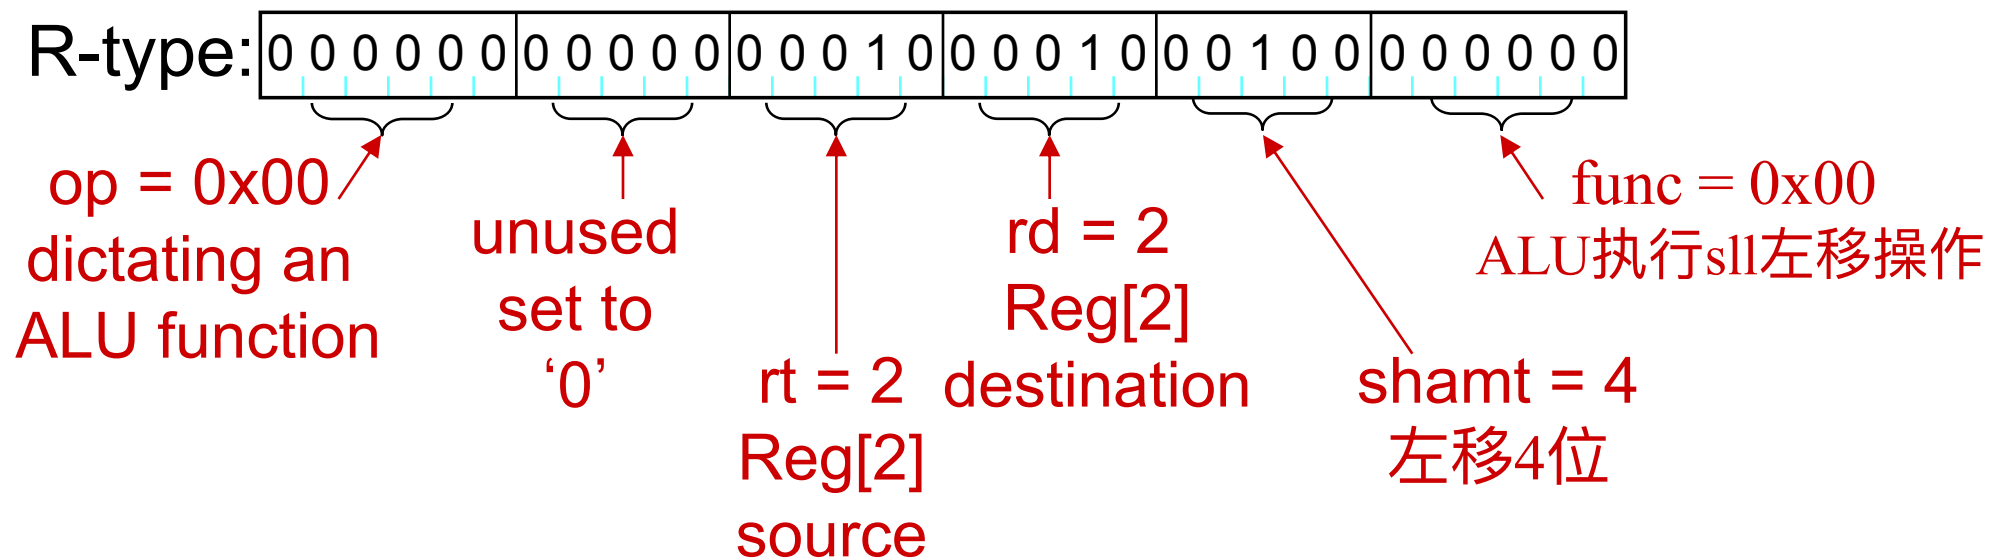 R-type: 0 0 0 0 0 0 0 0 0 0 0 0 0 0 1 0 0 0 0 1 0 0 0 1 0 0 0 0 0 0 0 0
op = 0x00
dictating an
ALU function
unused
set to
‘0’
rt = 2
Reg[2]
source
rd = 2
Reg[2]
destination
shamt = 4
左移4位
func = 0x00
ALU执行sll左移操作